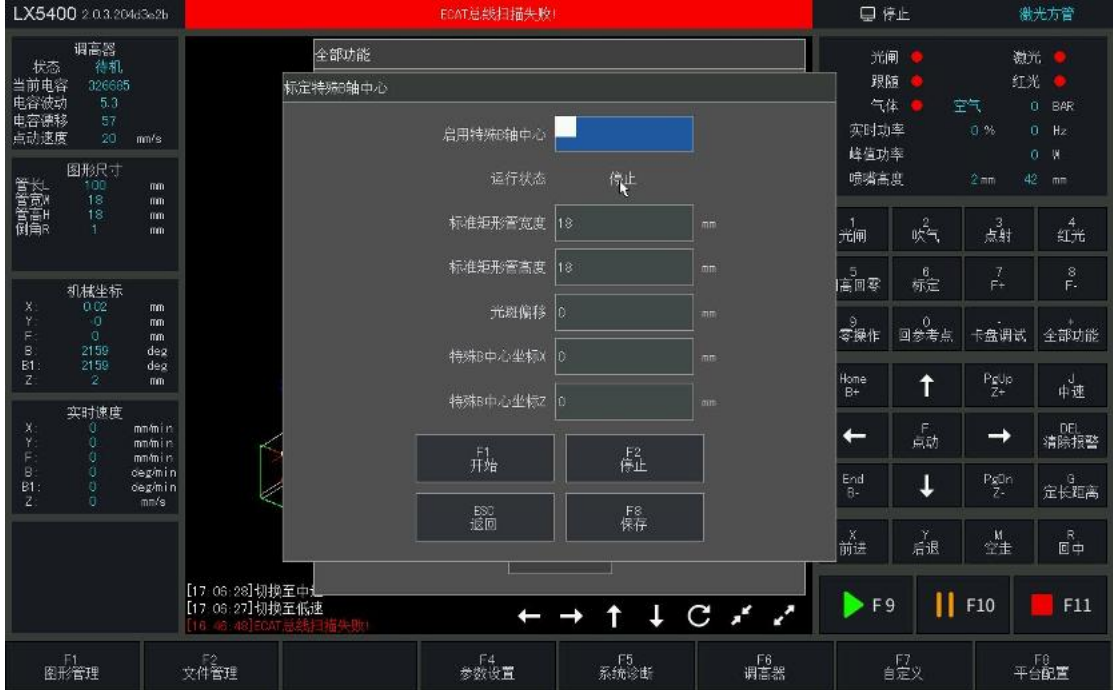 LX5400 2.0.3.204d3e2b
ECAT总线扫描失败!
停止
激光方管
调高器
状态 待机
当前电容 326685
电容波动 5.3
电容漂移 57
点动速度 20 mm/s
图形尺寸
管长L 100 mm
管宽W 18 mm
管高H 18 mm
倒角R 1 mm
机械坐标
X: 0.02 mm
Y: -0 mm
F: 0 mm
B: 2159 deg
B1: 2159 deg
Z: 2 mm
实时速度
X: 0 mm/min
Y: 0 mm/min
F: 0 mm/min
B: 0 deg/min
B1: 0 deg/min
Z: 0 mm/s
全部功能
标定特殊B轴中心
启用特殊B轴中心
运行状态 停止
标准矩形管宽度 18 mm
标准矩形管高度 18 mm
光斑偏移 0 mm
特殊B中心坐标X 0 mm
特殊B中心坐标Z 0 mm
F1 开始
F2 停止
ESC 返回
F8 保存
[17:06:28]切换至中速
[17:06:27]切换至低速
[16:46:48]ECAT总线扫描失败!
光闸 激光
跟随 红光
气体 空气 0 BAR
实时功率 0 % 0 Hz
峰值功率 0 W
喷嘴高度 2 mm 42 mm
1 光闸
2 吹气
3 点射
4 红光
5 高回零
6 标定
7 F+
8 F-
9 零操作
0 回参考点
- 卡盘调试
+ 全部功能
Home B+
PgUp Z+
J 中速
F 点动
DEL 清除报警
End B-
PgDn Z-
G 定长距离
X 前进
Y 后退
M 空走
R 回中
F9
F10
F11
F1 图形管理
F2 文件管理
F4 参数设置
F5 系统诊断
F6 调高器
F7 自定义
F8 平台配置